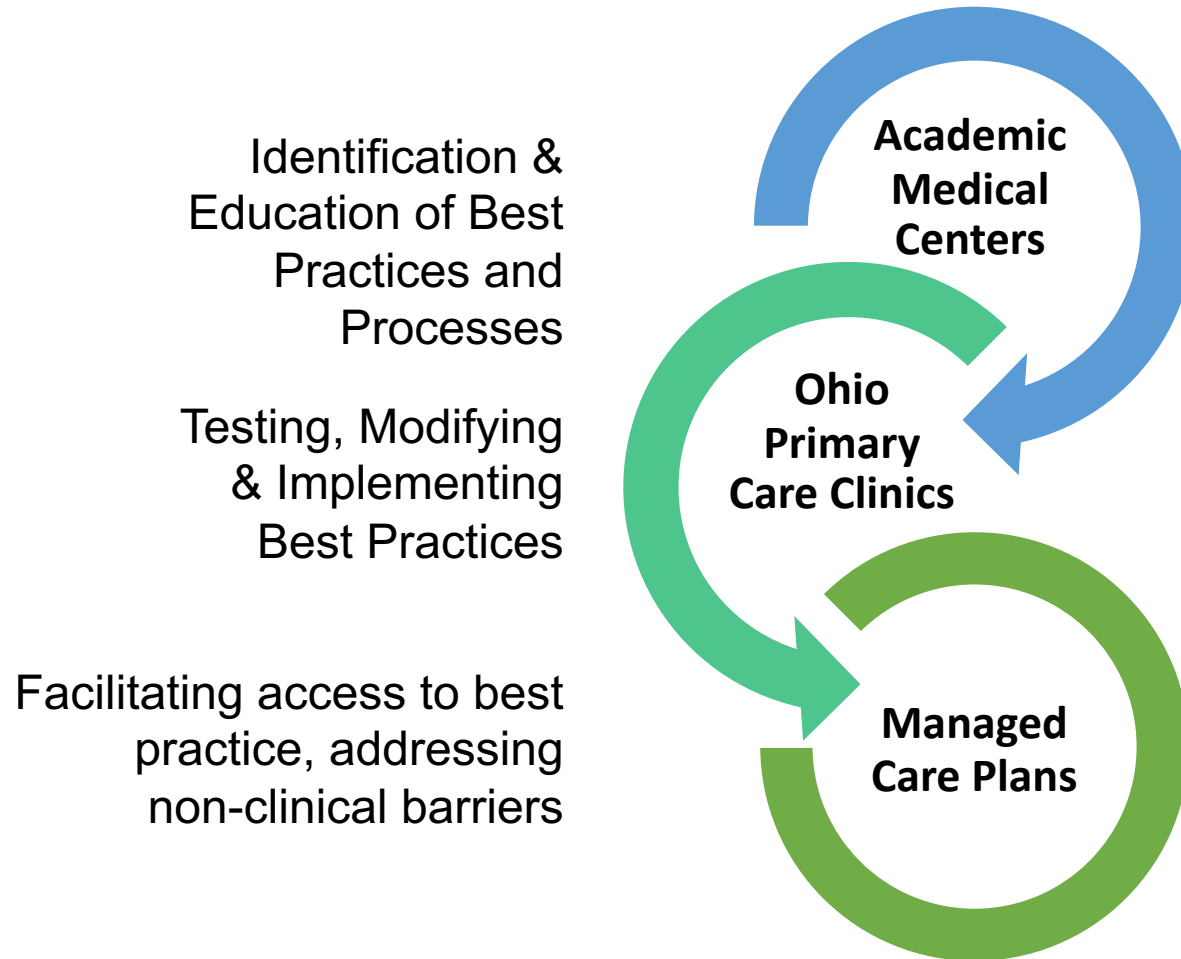 Identification &
Education of Best
Practices and
Processes
Academic
Medical
Centers
Testing, Modifying
& Implementing
Best Practices
Ohio
Primary
Care Clinics
Facilitating access to best
practice, addressing
non-clinical barriers
Managed
Care Plans